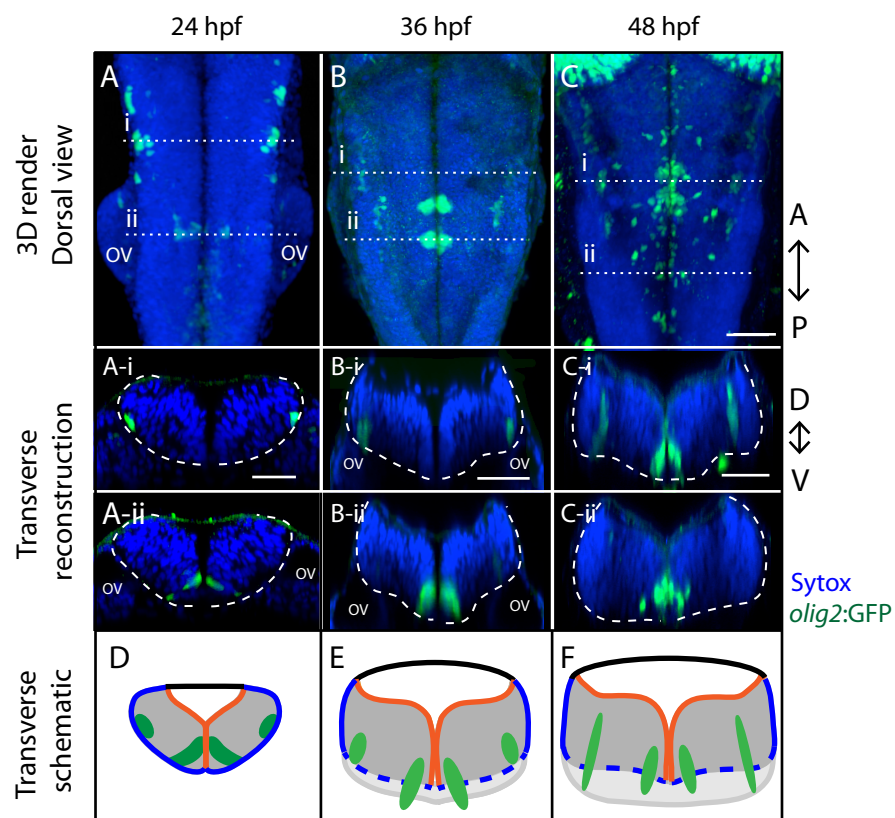 24 hpf
36 hpf
48 hpf
3D render
Dorsal view
A
i
ii
OV
OV
B
i
ii
C
i
ii
A
P
Transverse
reconstruction
A-i
B-i
OV
OV
C-i
D
V
A-ii
OV
OV
B-ii
OV
OV
C-ii
Sytox
olig2:GFP
Transverse
schematic
D
E
F